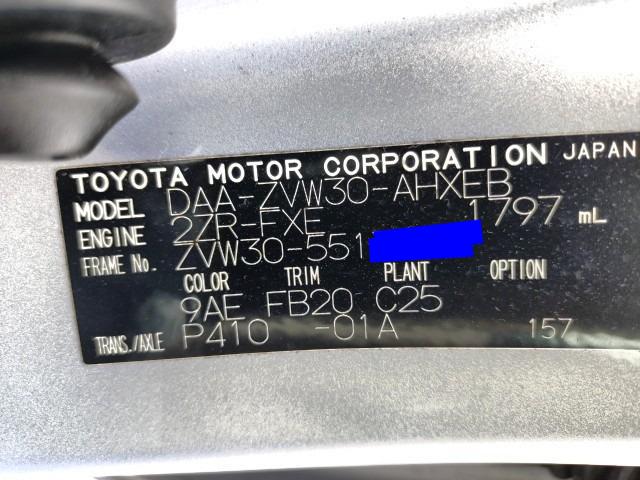 TOYOTA MOTOR CORPORATION JAPAN
MODEL DAA-ZVW30-AHXEB
ENGINE 2ZR-FXE 1797 mL
FRAME No. ZVW30-551
COLOR TRIM PLANT OPTION
9AE FB20 C25
TRANS./AXLE P410 -01A 157